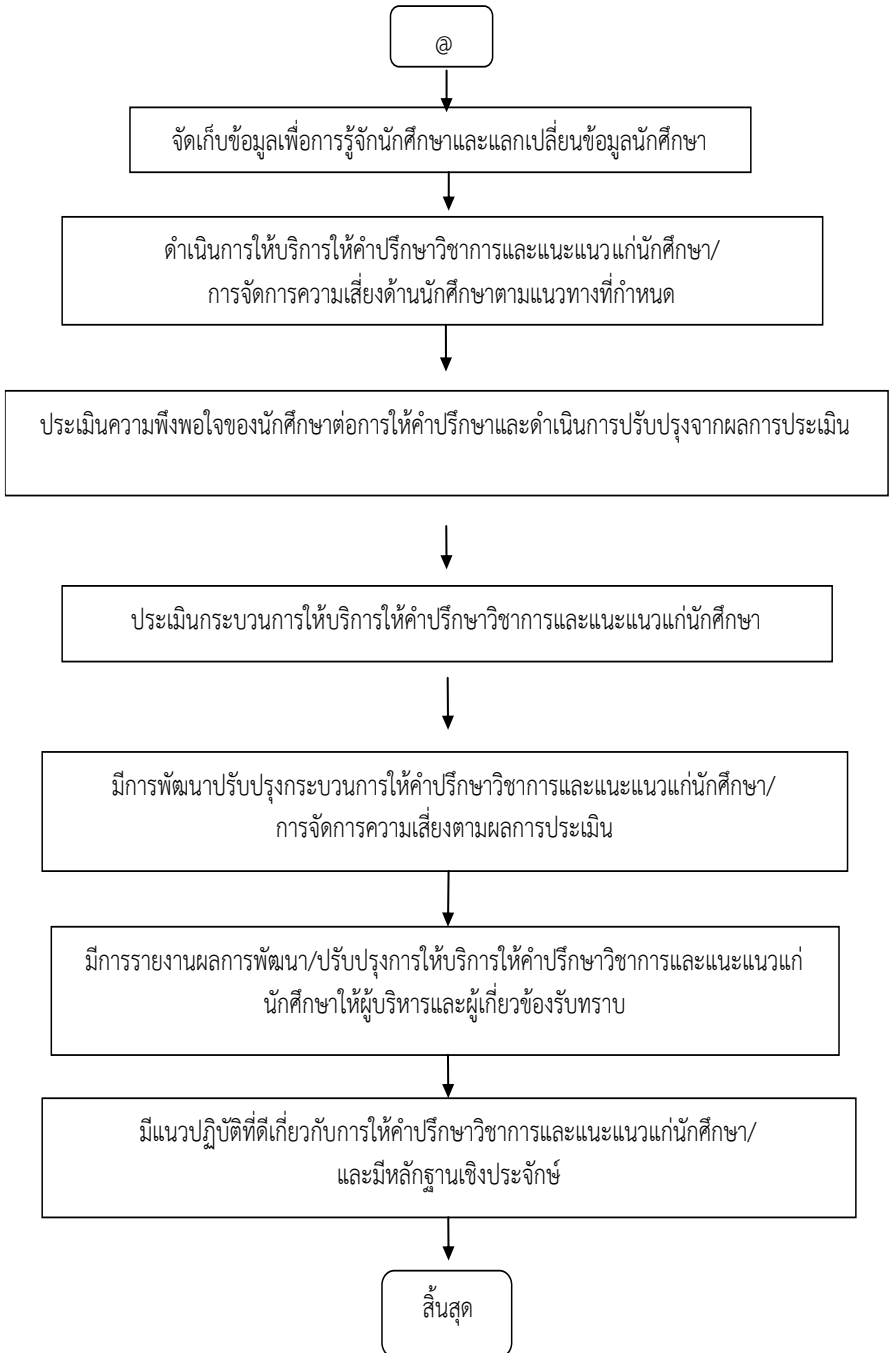 @
จัดเก็บข้อมูลเพื่อการรู้จักนักศึกษาและแลกเปลี่ยนข้อมูลนักศึกษา
ดำเนินการให้บริการให้คำปรึกษาวิชาการและแนะแนวแก่นักศึกษา/
การจัดการความเสี่ยงด้านนักศึกษาตามแนวทางที่กำหนด
ประเมินความพึงพอใจของนักศึกษาต่อการให้คำปรึกษาและดำเนินการปรับปรุงจากผลการประเมิน
ประเมินกระบวนการให้บริการให้คำปรึกษาวิชาการและแนะแนวแก่นักศึกษา
มีการพัฒนาปรับปรุงกระบวนการให้คำปรึกษาวิชาการและแนะแนวแก่นักศึกษา/
การจัดการความเสี่ยงตามผลการประเมิน
มีการรายงานผลการพัฒนา/ปรับปรุงการให้บริการให้คำปรึกษาวิชาการและแนะแนวแก่
นักศึกษาให้ผู้บริหารและผู้เกี่ยวข้องรับทราบ
มีแนวปฏิบัติที่ดีเกี่ยวกับการให้คำปรึกษาวิชาการและแนะแนวแก่นักศึกษา/
และมีหลักฐานเชิงประจักษ์
สิ้นสุด